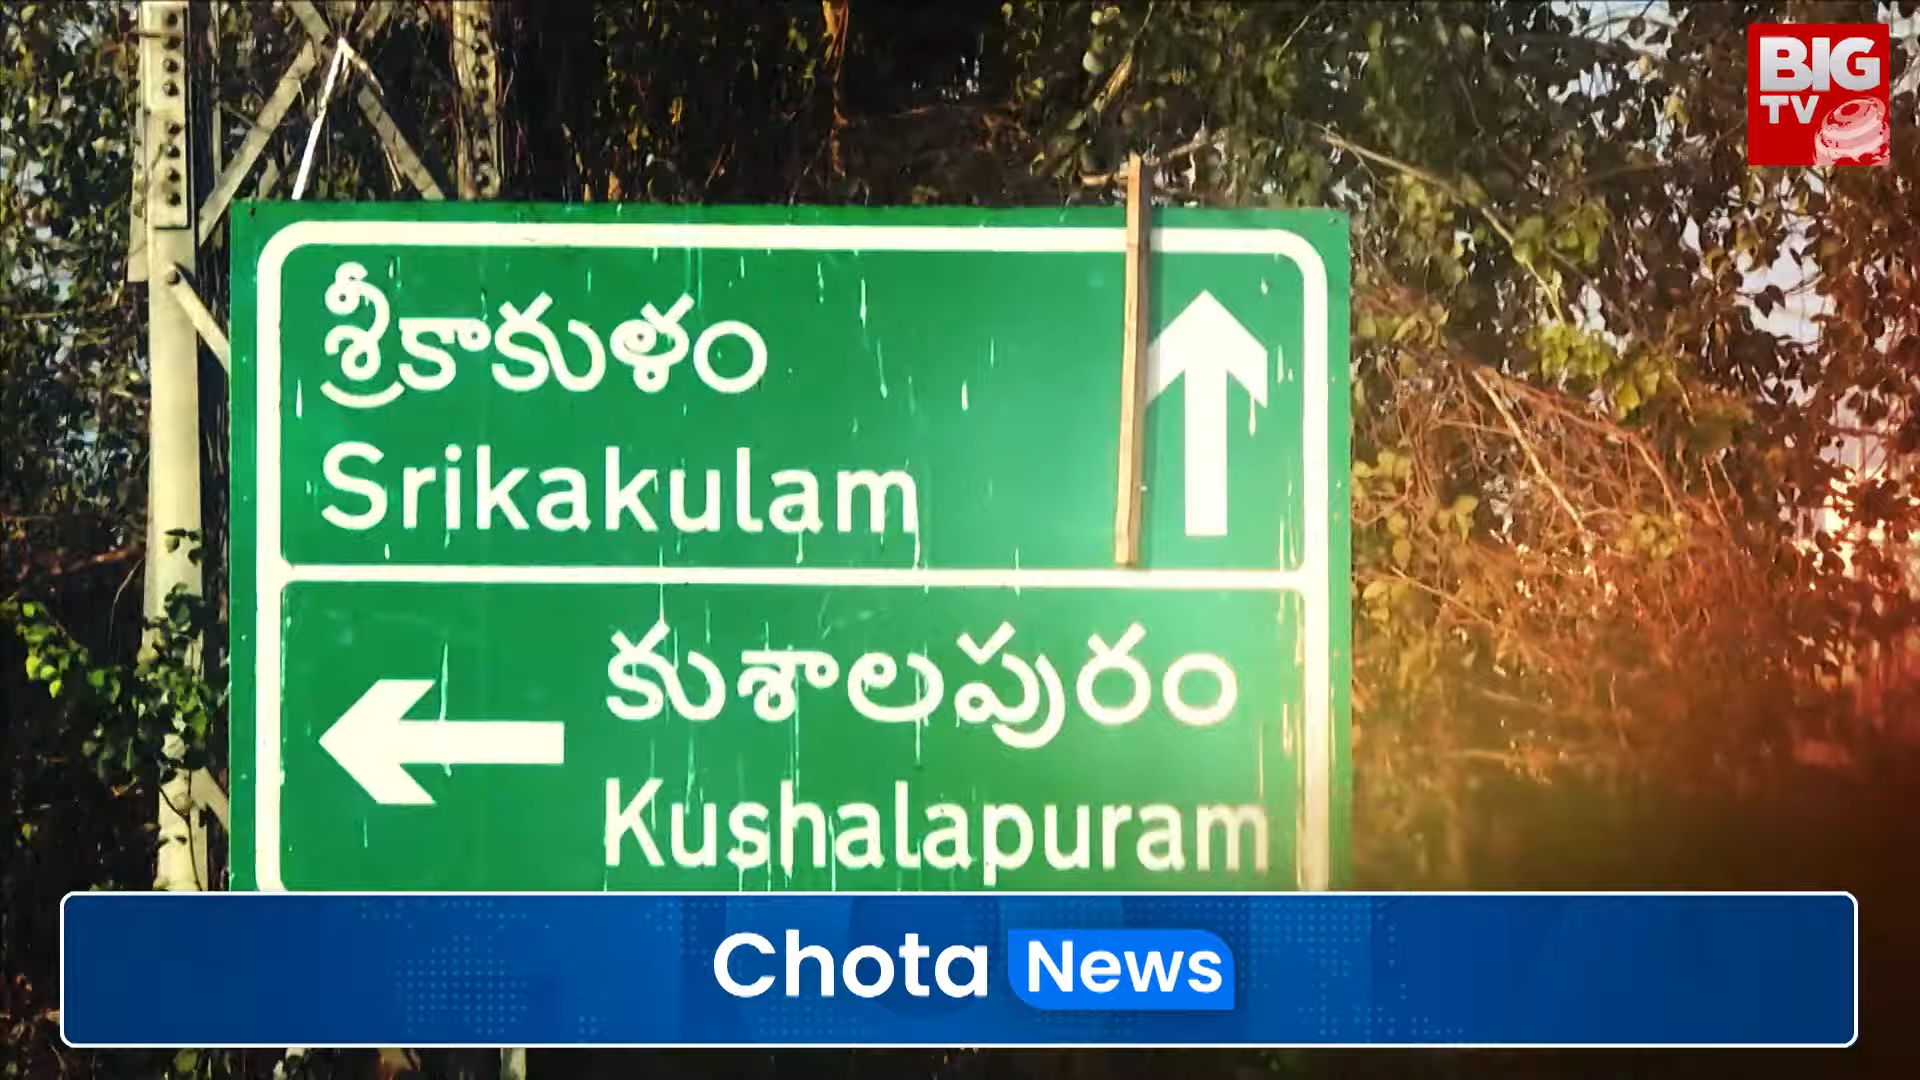 BIG
TV
శ్రీకాకుళం
Srikakulam
కుశాలపురం
Kushalapuram
Chota News